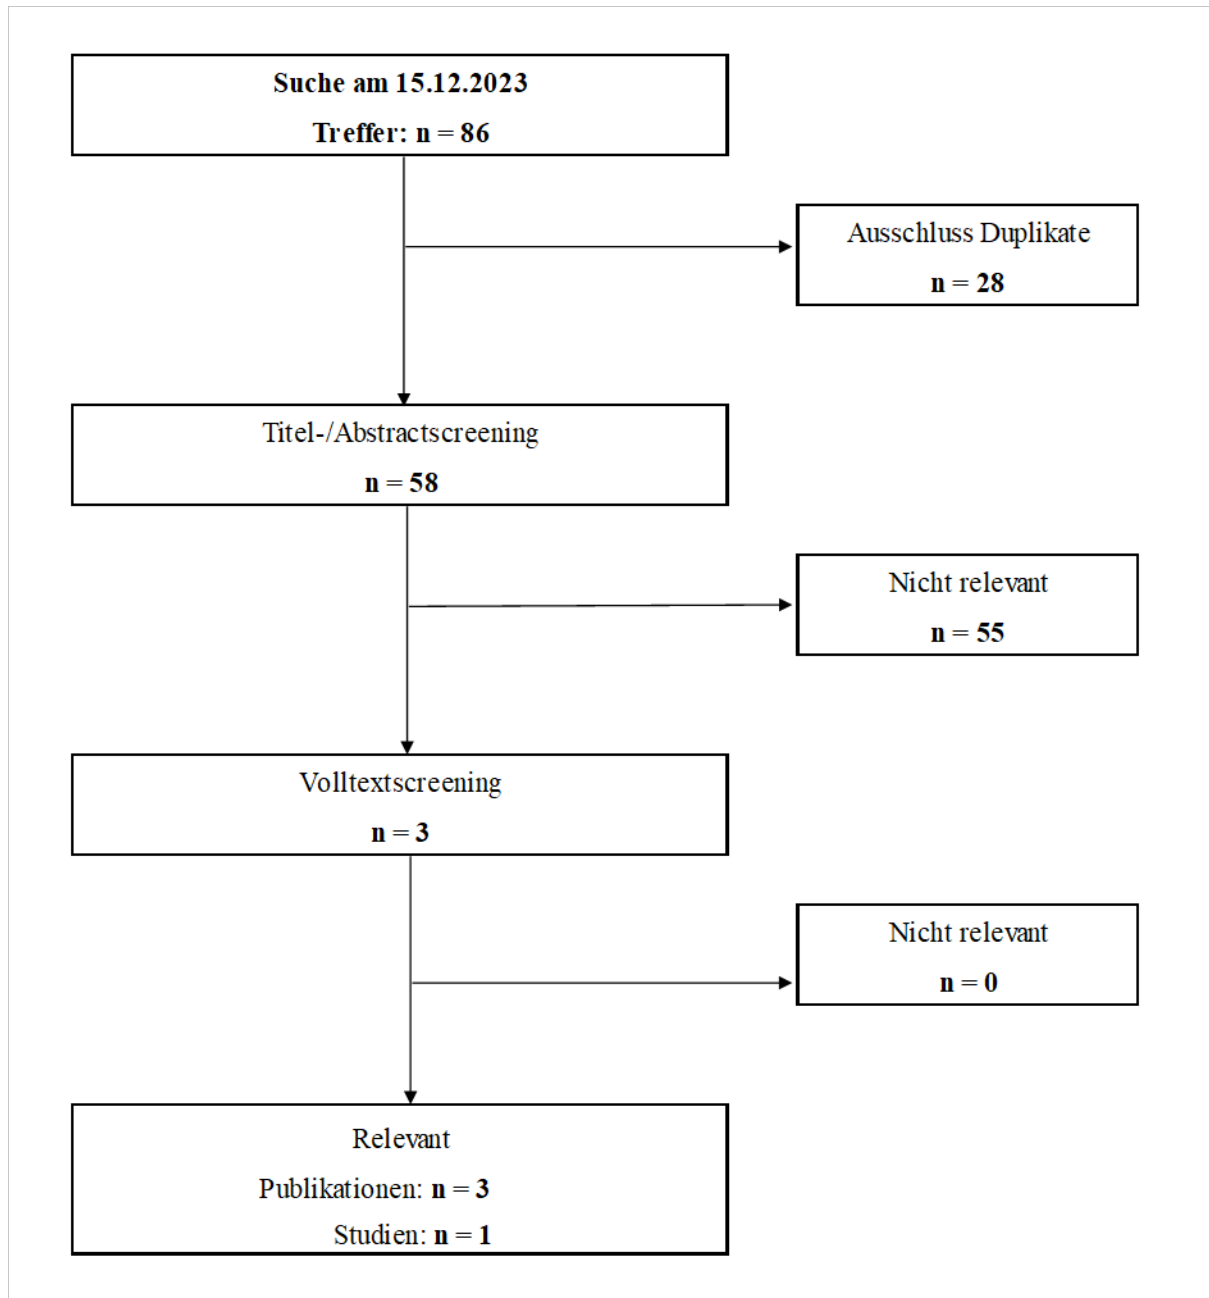 Suche am 15.12.2023
Treffer: n = 86
Ausschluss Duplikate
n = 28
Titel-/Abstractscreening
n = 58
Nicht relevant
n = 55
Volltextscreening
n = 3
Nicht relevant
n = 0
Relevant
Publikationen: n = 3
Studien: n = 1